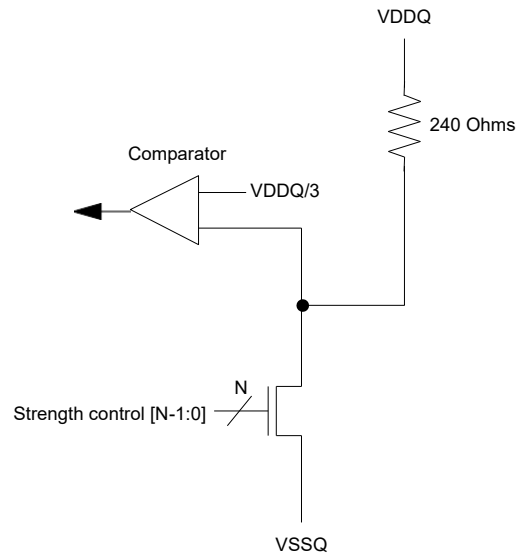 VDDQ
240 Ohms
Comparator
VDDQ/3
N
Strength control [N-1:0]
VSSQ